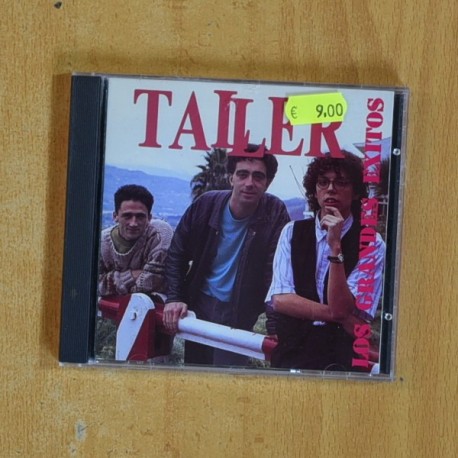 TALLER
€ 9,00
LOS GRANDES EXITOS